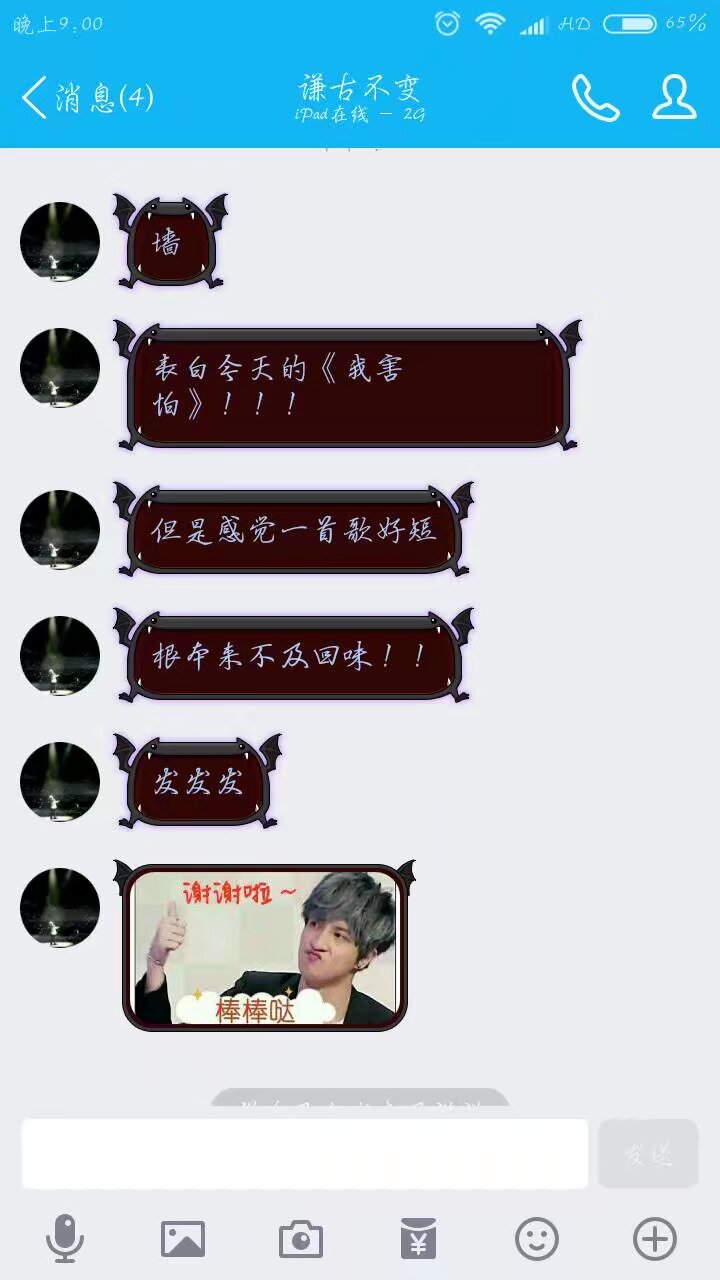 晚上9:00
HD
65%
消息(4)
谦古不变
iPad在线 - 2G
墙
表白今天的《我害
怕》！！！
但是感觉一首歌好短
根本来不及回味！！
发发发
谢谢啦～
棒棒哒
发送
¥